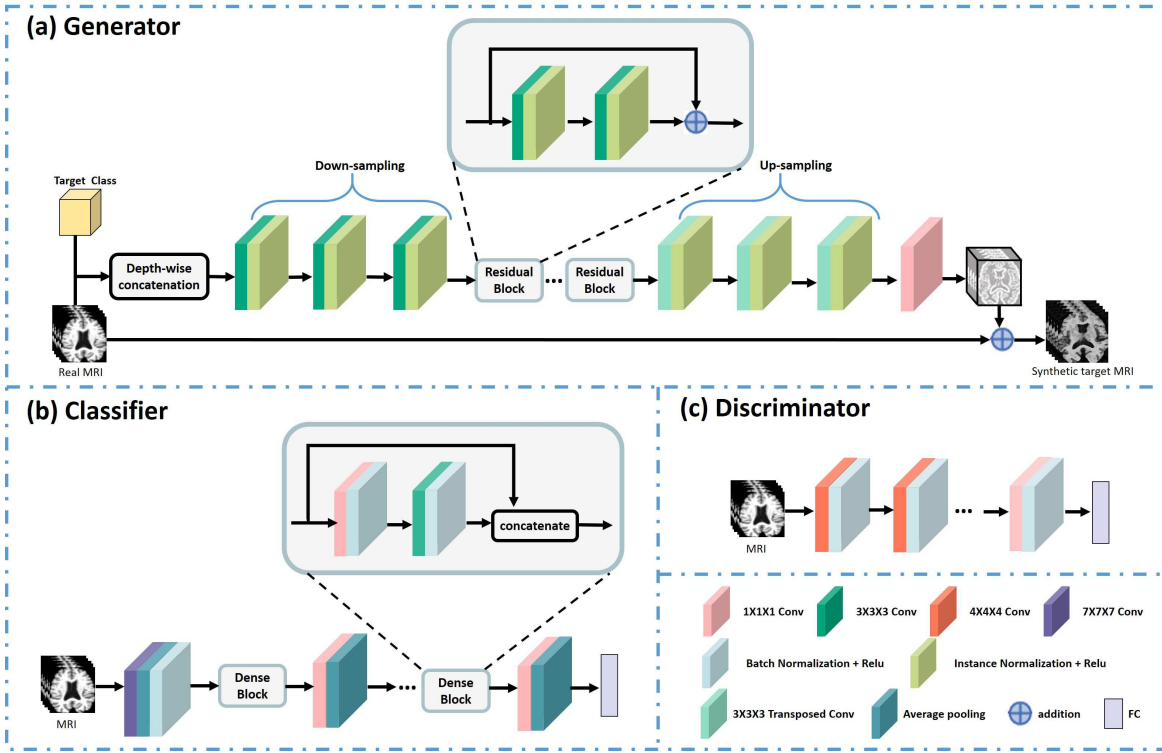 (a) Generator
Down-sampling
Up-sampling
Target Class
Depth-wise
concatenation
Residual
Block
...
Residual
Block
Real MRI
Synthetic target MRI
(b) Classifier
concatenate
Dense
Block
...
Dense
Block
MRI
(c) Discriminator
...
MRI
1X1X1 Conv
3X3X3 Conv
4X4X4 Conv
7X7X7 Conv
Batch Normalization + Relu
Instance Normalization + Relu
3X3X3 Transposed Conv
Average pooling
addition
FC